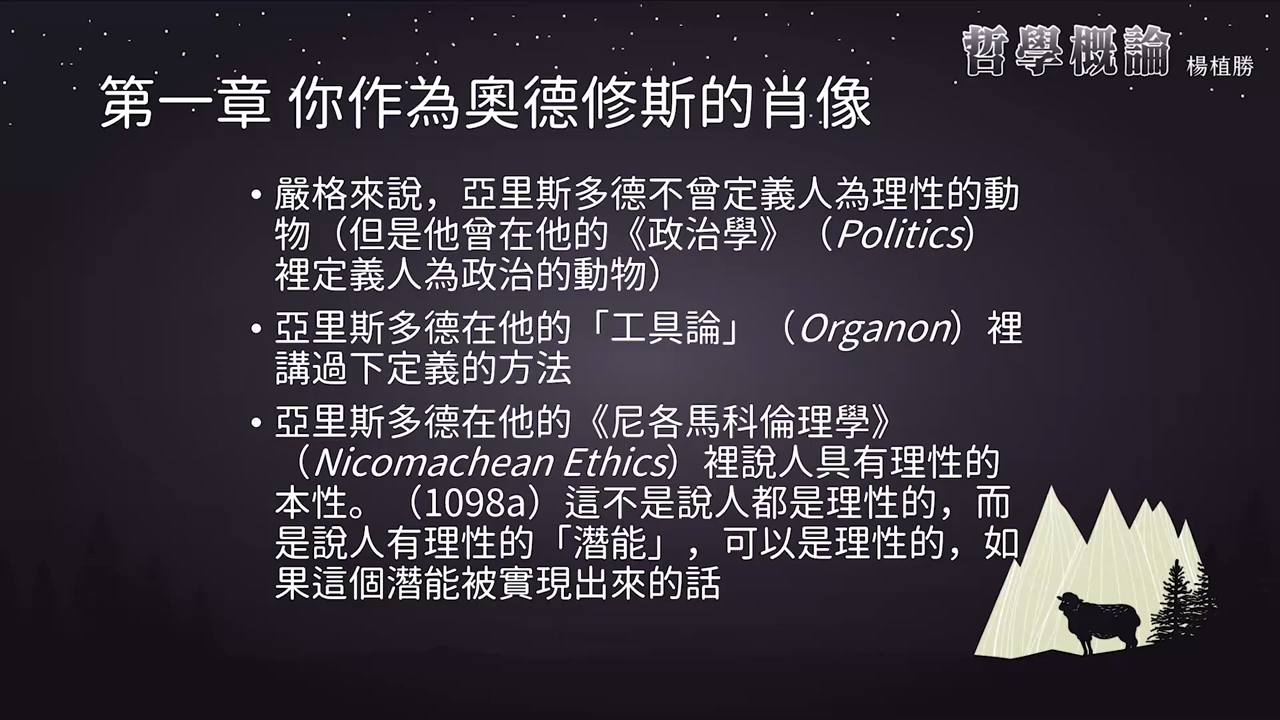 哲學概論 楊植勝
第一章 你作為奧德修斯的肖像
• 嚴格來說，亞里斯多德不曾定義人為理性的動
物（但是他曾在他的《政治學》（Politics）
裡定義人為政治的動物）
• 亞里斯多德在他的「工具論」（Organon）裡
講過下定義的方法
• 亞里斯多德在他的《尼各馬科倫理學》
（Nicomachean Ethics）裡說人具有理性的
本性。（1098a）這不是說人都是理性的，而
是說人有理性的「潛能」，可以是理性的，如
果這個潛能被實現出來的話